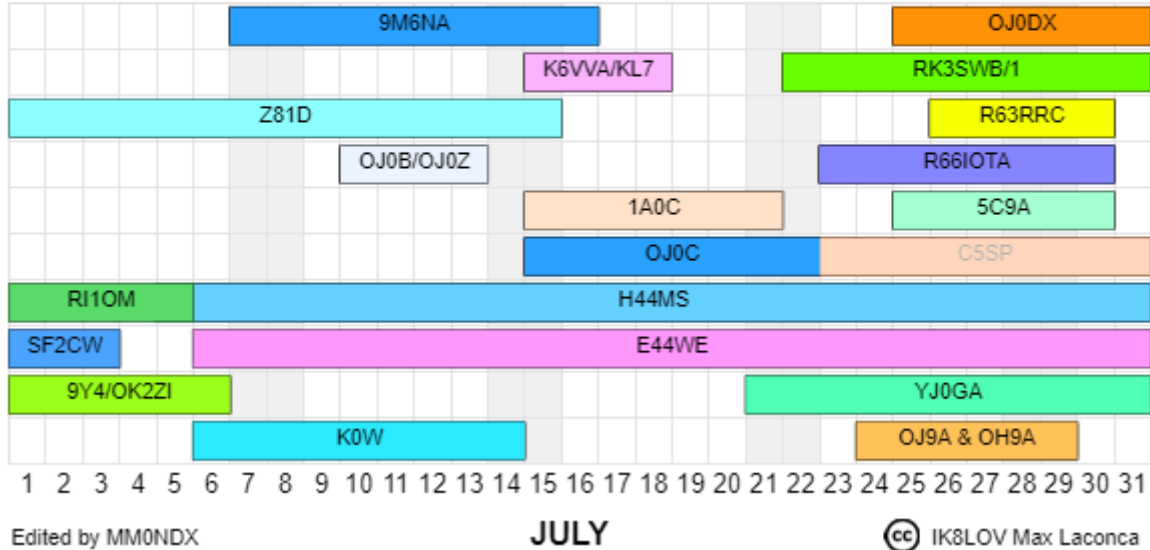 9M6NA OJ0DX
K6VVA/KL7 RK3SWB/1
Z81D R63RRC
OJ0B/OJ0Z R66IOTA
1A0C 5C9A
OJ0C C5SP
RI1OM H44MS
SF2CW E44WE
9Y4/OK2ZI YJ0GA
K0W OJ9A & OH9A
1 2 3 4 5 6 7 8 9 10 11 12 13 14 15 16 17 18 19 20 21 22 23 24 25 26 27 28 29 30 31
Edited by MM0NDX JULY cc IK8LOV Max Laconca